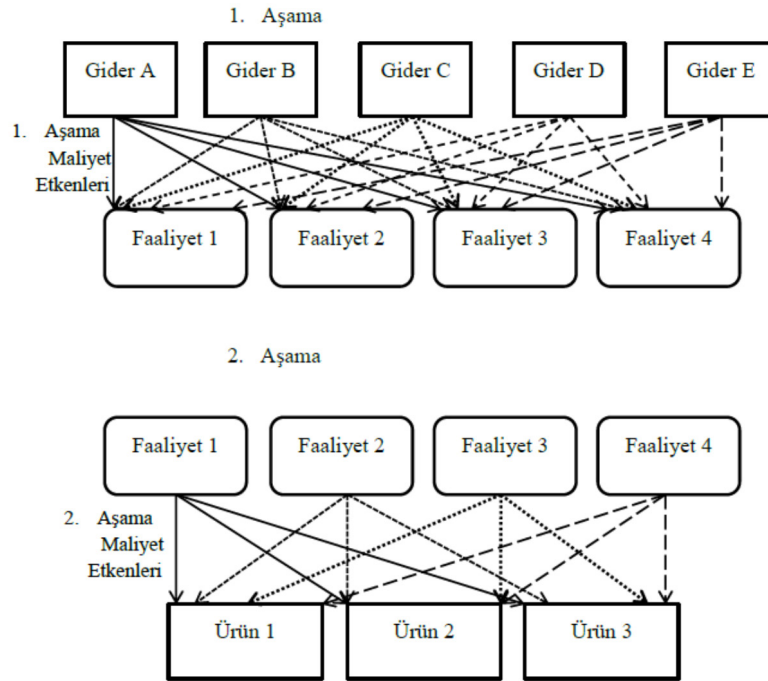 1. Aşama
Gider A Gider B Gider C Gider D Gider E
1. Aşama
Maliyet
Etkenleri
Faaliyet 1 Faaliyet 2 Faaliyet 3 Faaliyet 4
2. Aşama
Faaliyet 1 Faaliyet 2 Faaliyet 3 Faaliyet 4
2. Aşama
Maliyet
Etkenleri
Ürün 1 Ürün 2 Ürün 3